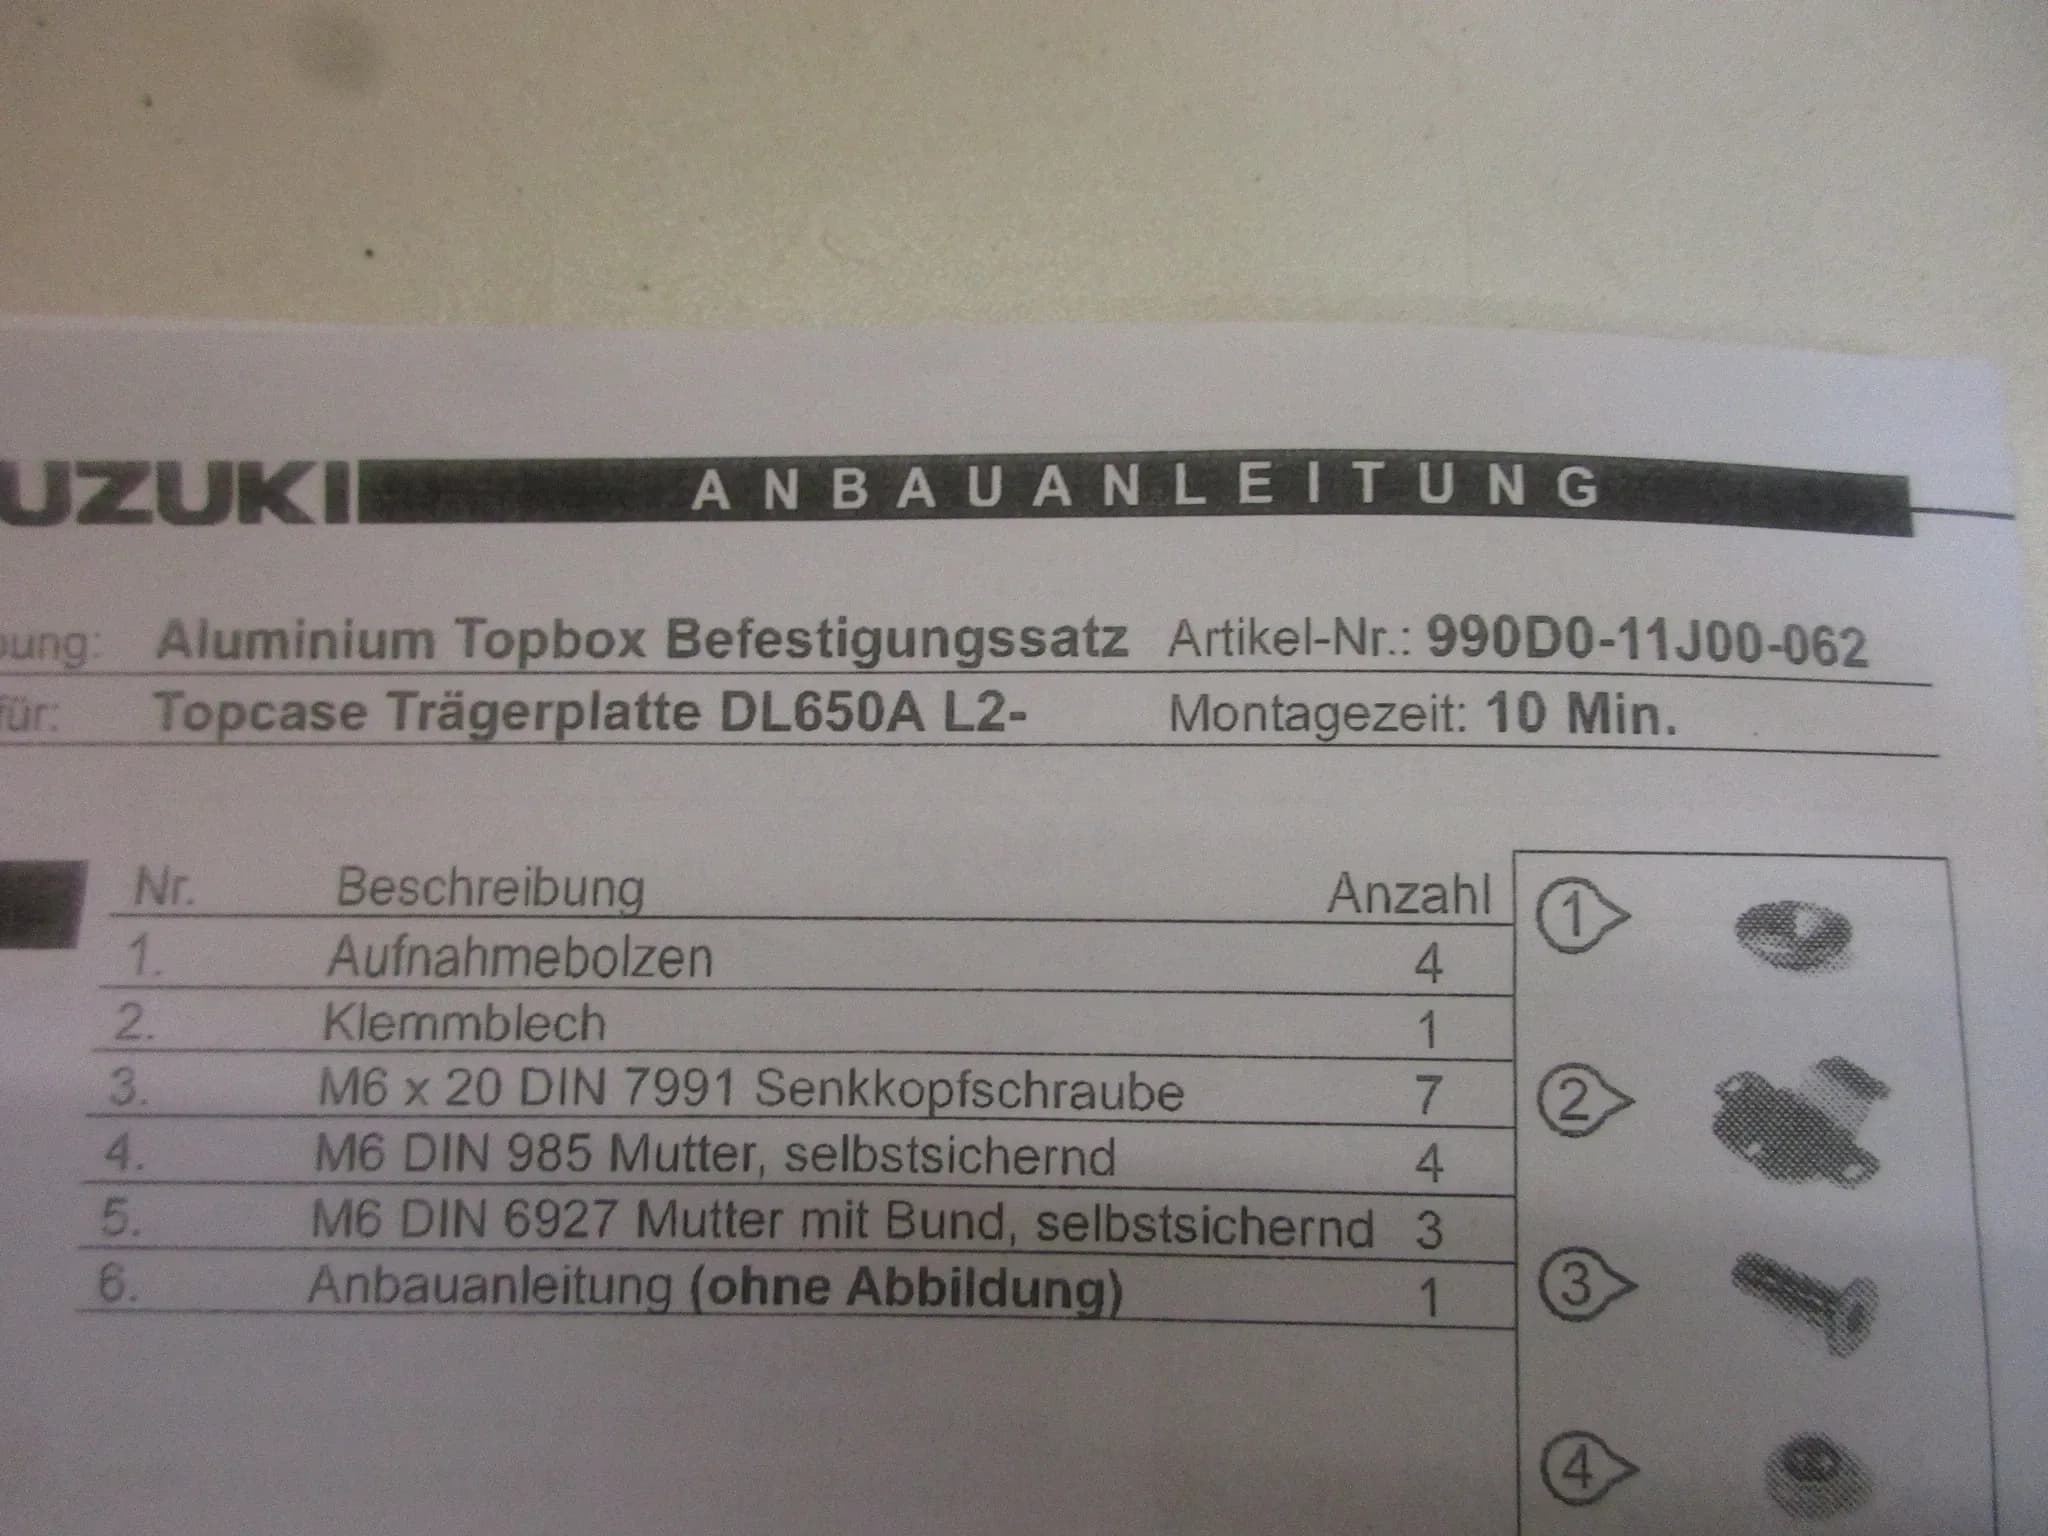 UZUKI ANBAUANLEITUNG
bung: Aluminium Topbox Befestigungssatz Artikel-Nr.: 990D0-11J00-062
für: Topcase Trägerplatte DL650A L2- Montagezeit: 10 Min.
Nr. Beschreibung Anzahl
1. Aufnahmebolzen 4
2. Klemmblech 1
3. M6 x 20 DIN 7991 Senkkopfschraube 7
4. M6 DIN 985 Mutter, selbstsichernd 4
5. M6 DIN 6927 Mutter mit Bund, selbstsichernd 3
6. Anbauanleitung (ohne Abbildung) 1
1
2
3
4